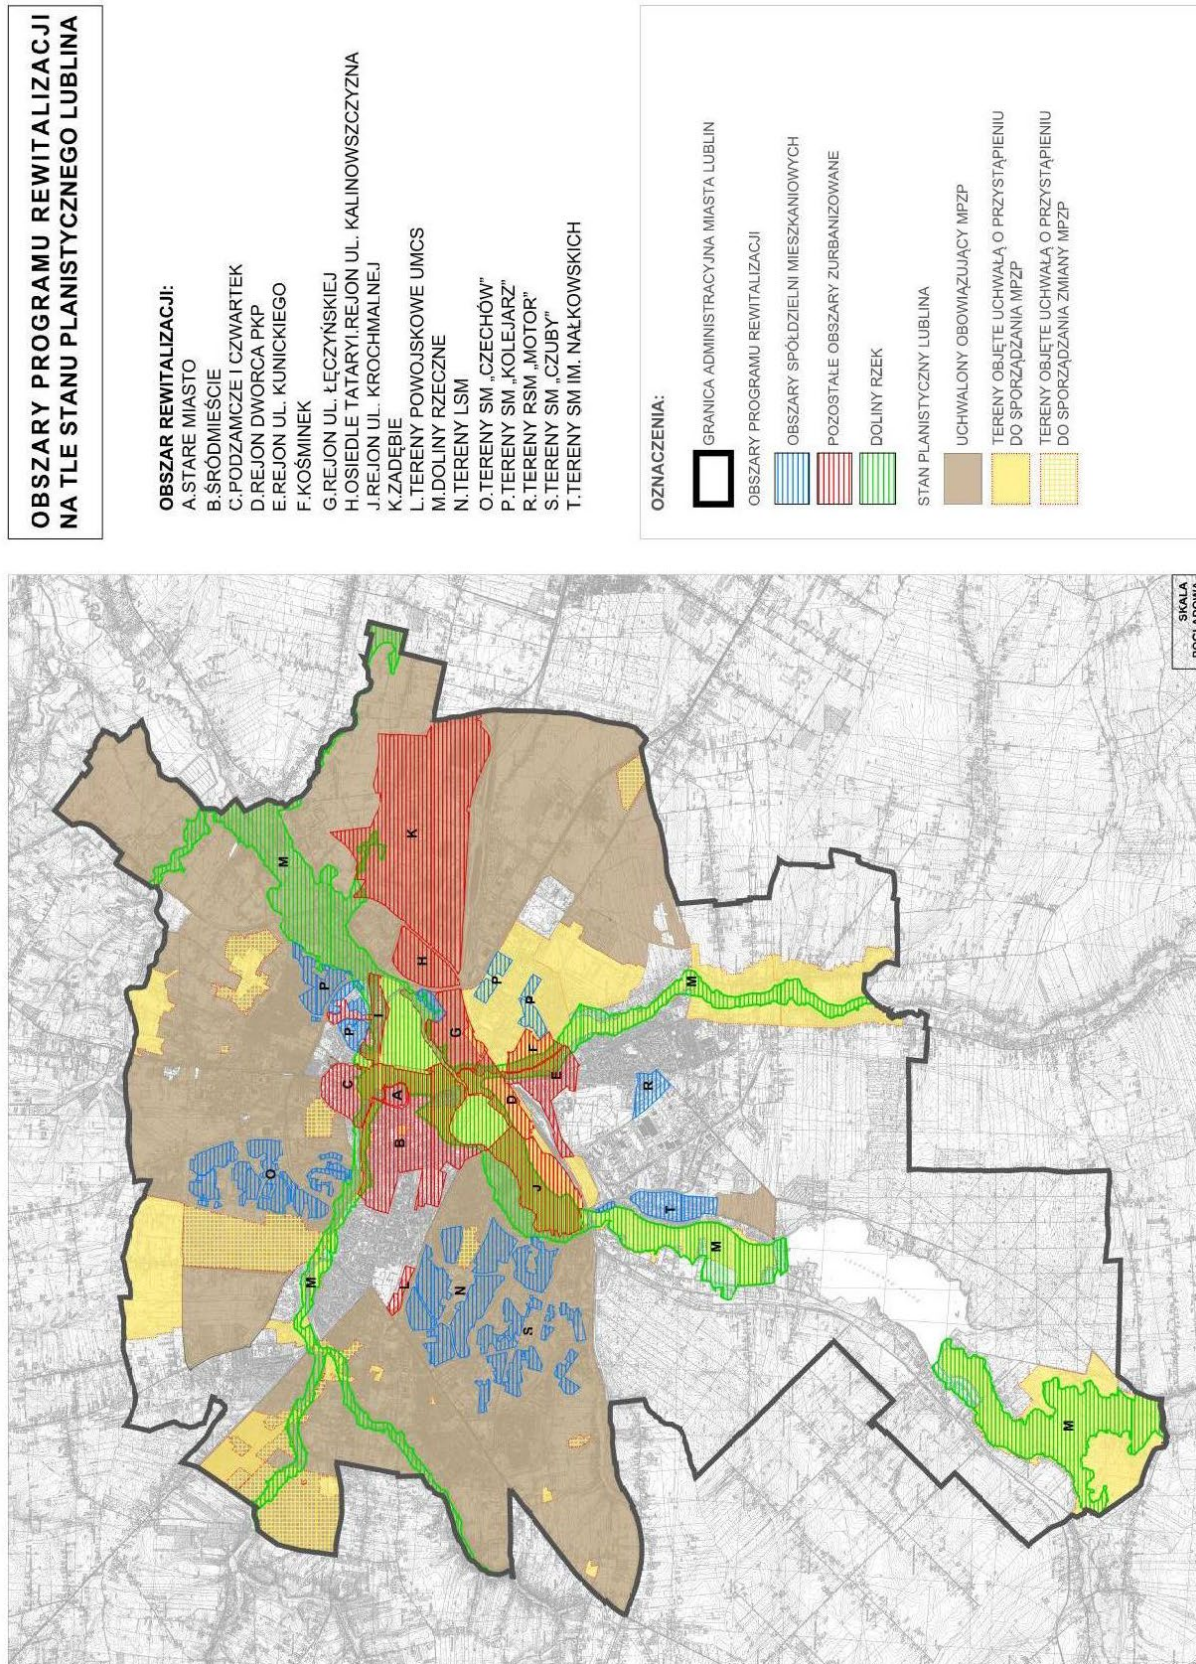 OBSZARY PROGRAMU REWITALIZACJI
NA TLE STANU PLANISTYCZNEGO LUBLINA
OBSZAR REWITALIZACJI:
A.STARE MIASTO
B.ŚRÓDMIEŚCIE
C.PODZAMCZE I CZWARTEK
D.REJON DWORCA PKP
E.REJON UL. KUNICKIEGO
F.KOŚMINEK
G.REJON UL. ŁĘCZYŃSKIEJ
H.OSIEDLE TATARY I.REJON UL. KALINOWSZCZYZNA
J.REJON UL. KROCHMALNEJ
K.ZADĘBIE
L.TERENY POWOJSKOWE UMCS
M.DOLINY RZECZNE
N.TERENY LSM
O.TERENY SM „CZECHÓW"
P.TERENY SM „KOLEJARZ"
R.TERENY RSM „MOTOR"
S.TERENY SM „CZUBY"
T.TERENY SM IM. NAŁKOWSKICH
OZNACZENIA:
GRANICA ADMINISTRACYJNA MIASTA LUBLIN
OBSZARY PROGRAMU REWITALIZACJI
OBSZARY SPÓŁDZIELNI MIESZKANIOWYCH
POZOSTAŁE OBSZARY ZURBANIZOWANE
DOLINY RZEK
STAN PLANISTYCZNY LUBLINA
UCHWALONY OBOWIĄZUJĄCY MPZP
TERENY OBJĘTE UCHWAŁĄ O PRZYSTĄPIENIU
DO SPORZĄDZANIA MPZP
TERENY OBJĘTE UCHWAŁĄ O PRZYSTĄPIENIU
DO SPORZĄDZANIA ZMIANY MPZP
K
M
H
P
P
P
P
I
G
F
M
C
A
E
D
B
R
O
J
T
M
M
L
N
S
M
SKALA